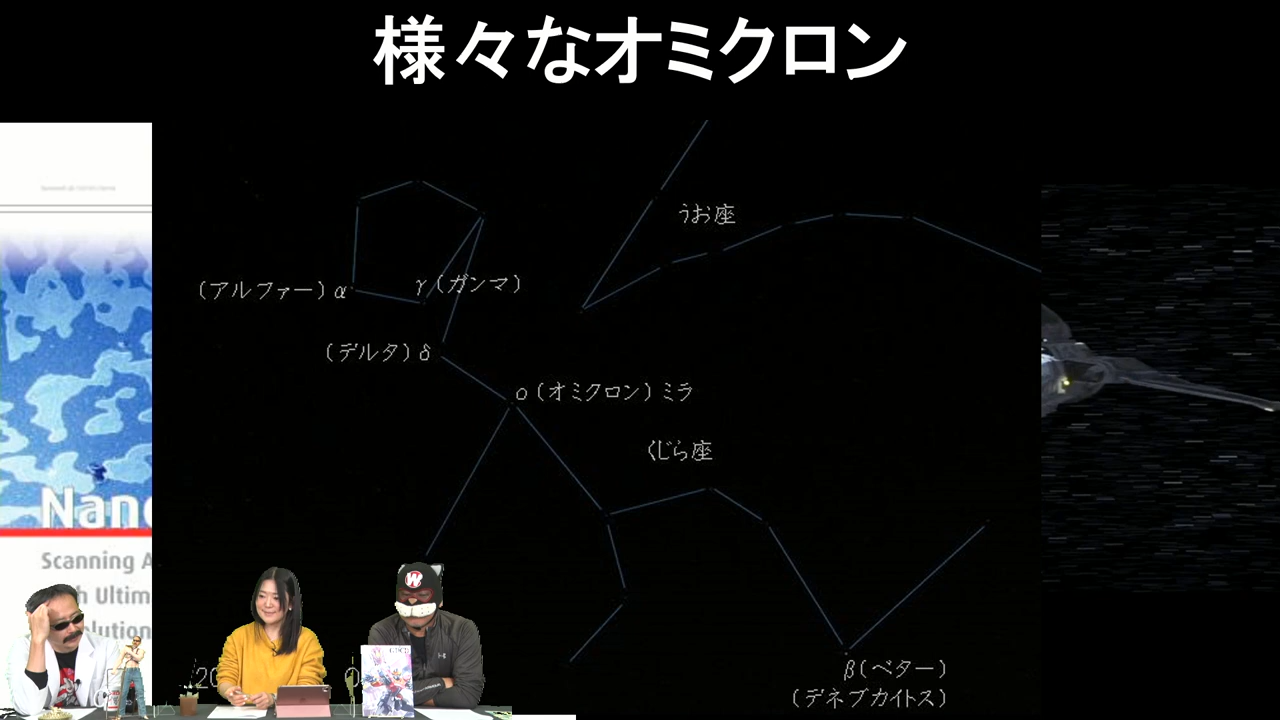 様々なオミクロン
うお座
(アルファー) α
γ (ガンマ)
(デルタ) δ
ο (オミクロン) ミラ
くじら座
Nano
Scanning A
h Ultim
lution
W
20
β (ベター)
(デネブカイトス)